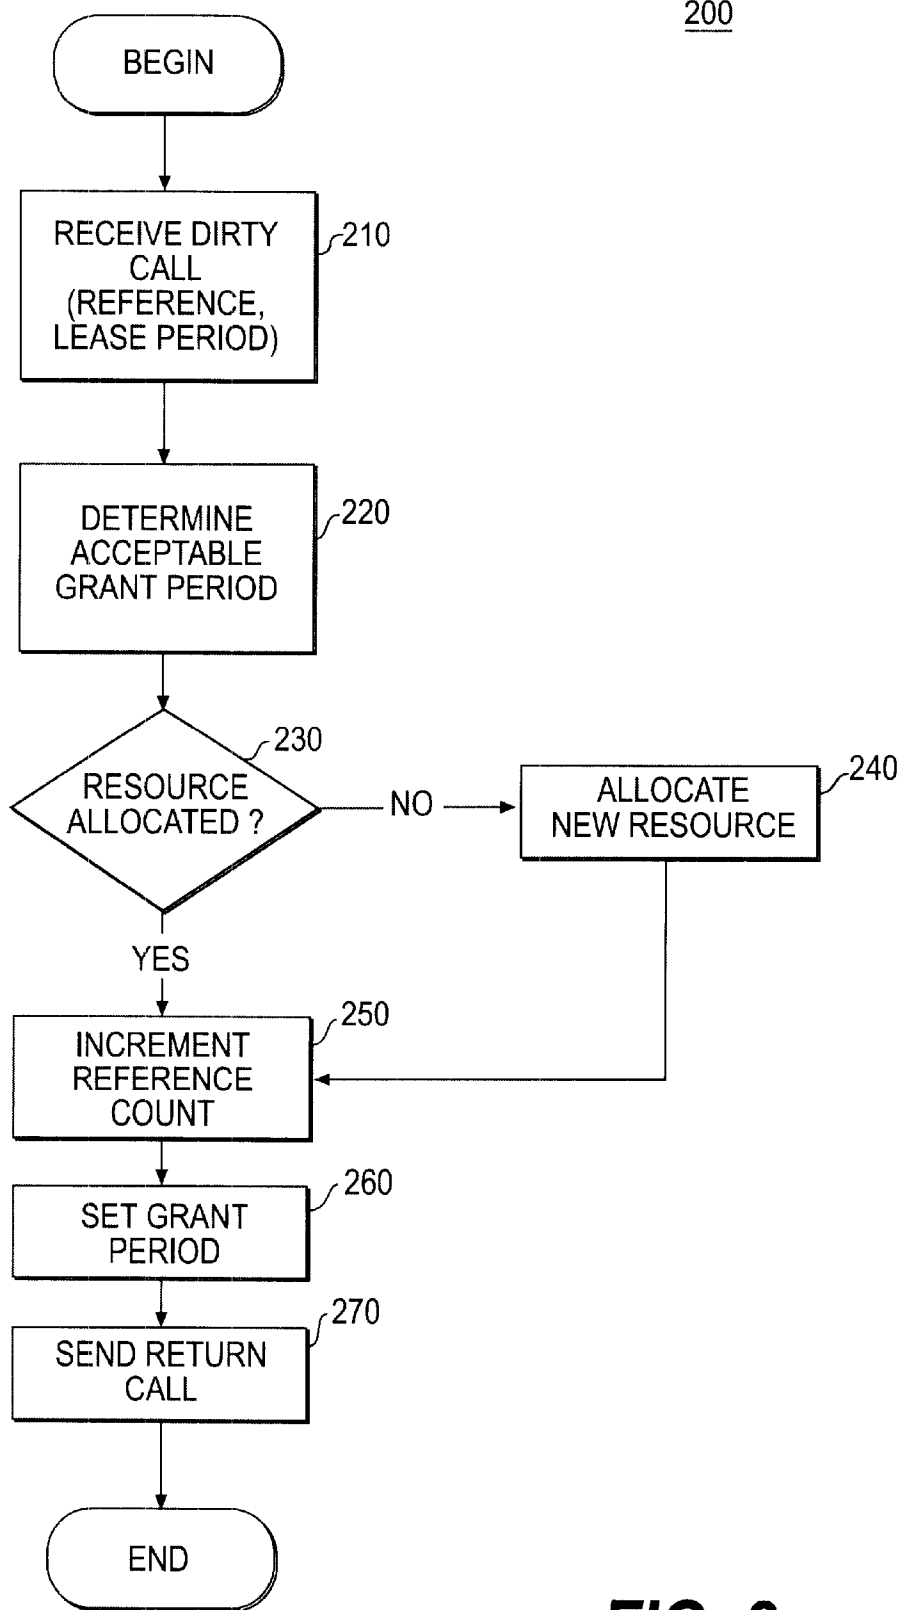 200
BEGIN
RECEIVE DIRTY
CALL
(REFERENCE,
LEASE PERIOD)
210
DETERMINE
ACCEPTABLE
GRANT PERIOD
220
RESOURCE
ALLOCATED ?
230
NO
ALLOCATE
NEW RESOURCE
240
YES
INCREMENT
REFERENCE
COUNT
250
SET GRANT
PERIOD
260
SEND RETURN
CALL
270
END
FIG.